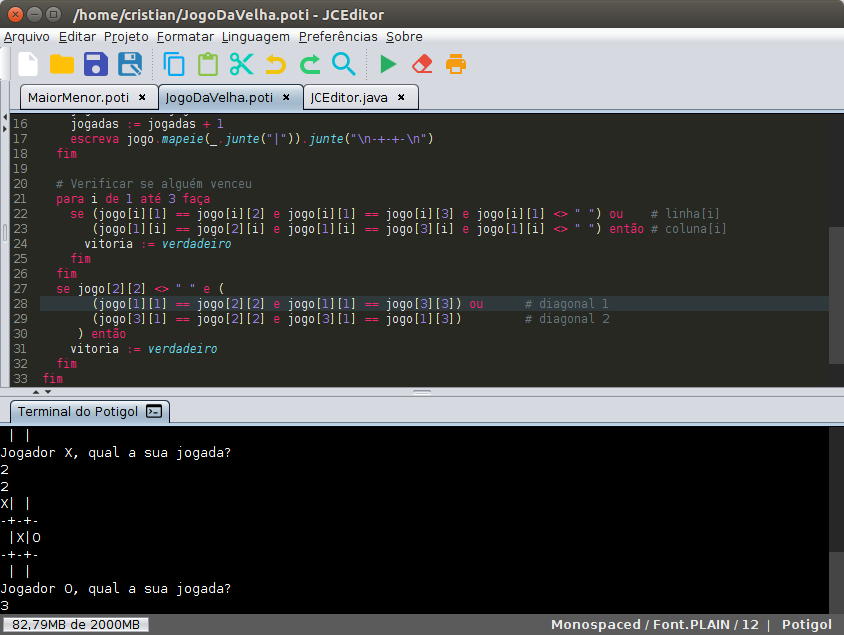 /home/cristian/JogoDaVelha.poti - JCEditor
Arquivo Editar Projeto Formatar Linguagem Preferências Sobre
MaiorMenor.poti × JogoDaVelha.poti × JCEditor.java ×
16 jogadas := jogadas + 1
17 escreva jogo.mapeie(_.junte("|")).junte("\n-+-+-\n")
18 fim
19
20 # Verificar se alguém venceu
21 para i de 1 até 3 faça
22 se (jogo[i][1] == jogo[i][2] e jogo[i][1] == jogo[i][3] e jogo[i][1] <> " ") ou # linha[i]
23 (jogo[1][i] == jogo[2][i] e jogo[1][i] == jogo[3][i] e jogo[1][i] <> " ") então # coluna[i]
24 vitoria := verdadeiro
25 fim
26 fim
27 se jogo[2][2] <> " " e (
28 (jogo[1][1] == jogo[2][2] e jogo[1][1] == jogo[3][3]) ou # diagonal 1
29 (jogo[3][1] == jogo[2][2] e jogo[3][1] == jogo[1][3]) # diagonal 2
30 ) então
31 vitoria := verdadeiro
32 fim
33 fim
Terminal do Potigol
| |
Jogador X, qual a sua jogada?
2
2
X| |
-+-+-
 |X|O
-+-+-
 | |
Jogador O, qual a sua jogada?
3
82,79MB de 2000MB Monospaced / Font.PLAIN / 12 | Potigol